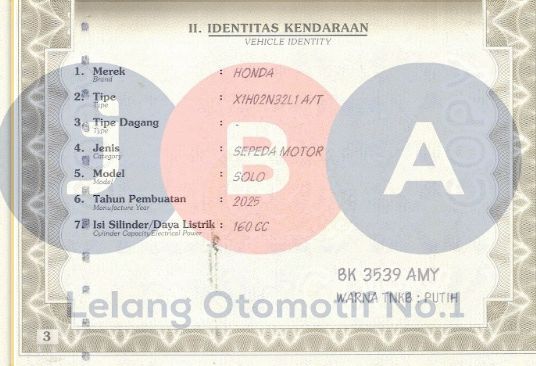 II. IDENTITAS KENDARAAN
VEHICLE IDENTITY
1. Merek : HONDA
Brand
2. Tipe : X1H02N32L1 A/T
Type
3. Tipe Dagang : -
Type
4. Jenis : SEPEDA MOTOR
Category
5. Model : SOLO
Model
6. Tahun Pembuatan : 2025
Manufacture Year
7. Isi Silinder/Daya Listrik : 160 CC
Cylinder Capacity/Electrical Power
JBA
BK 3539 AMY
WARNA TNKB : PUTIH
Lelang Otomotif No.1
3